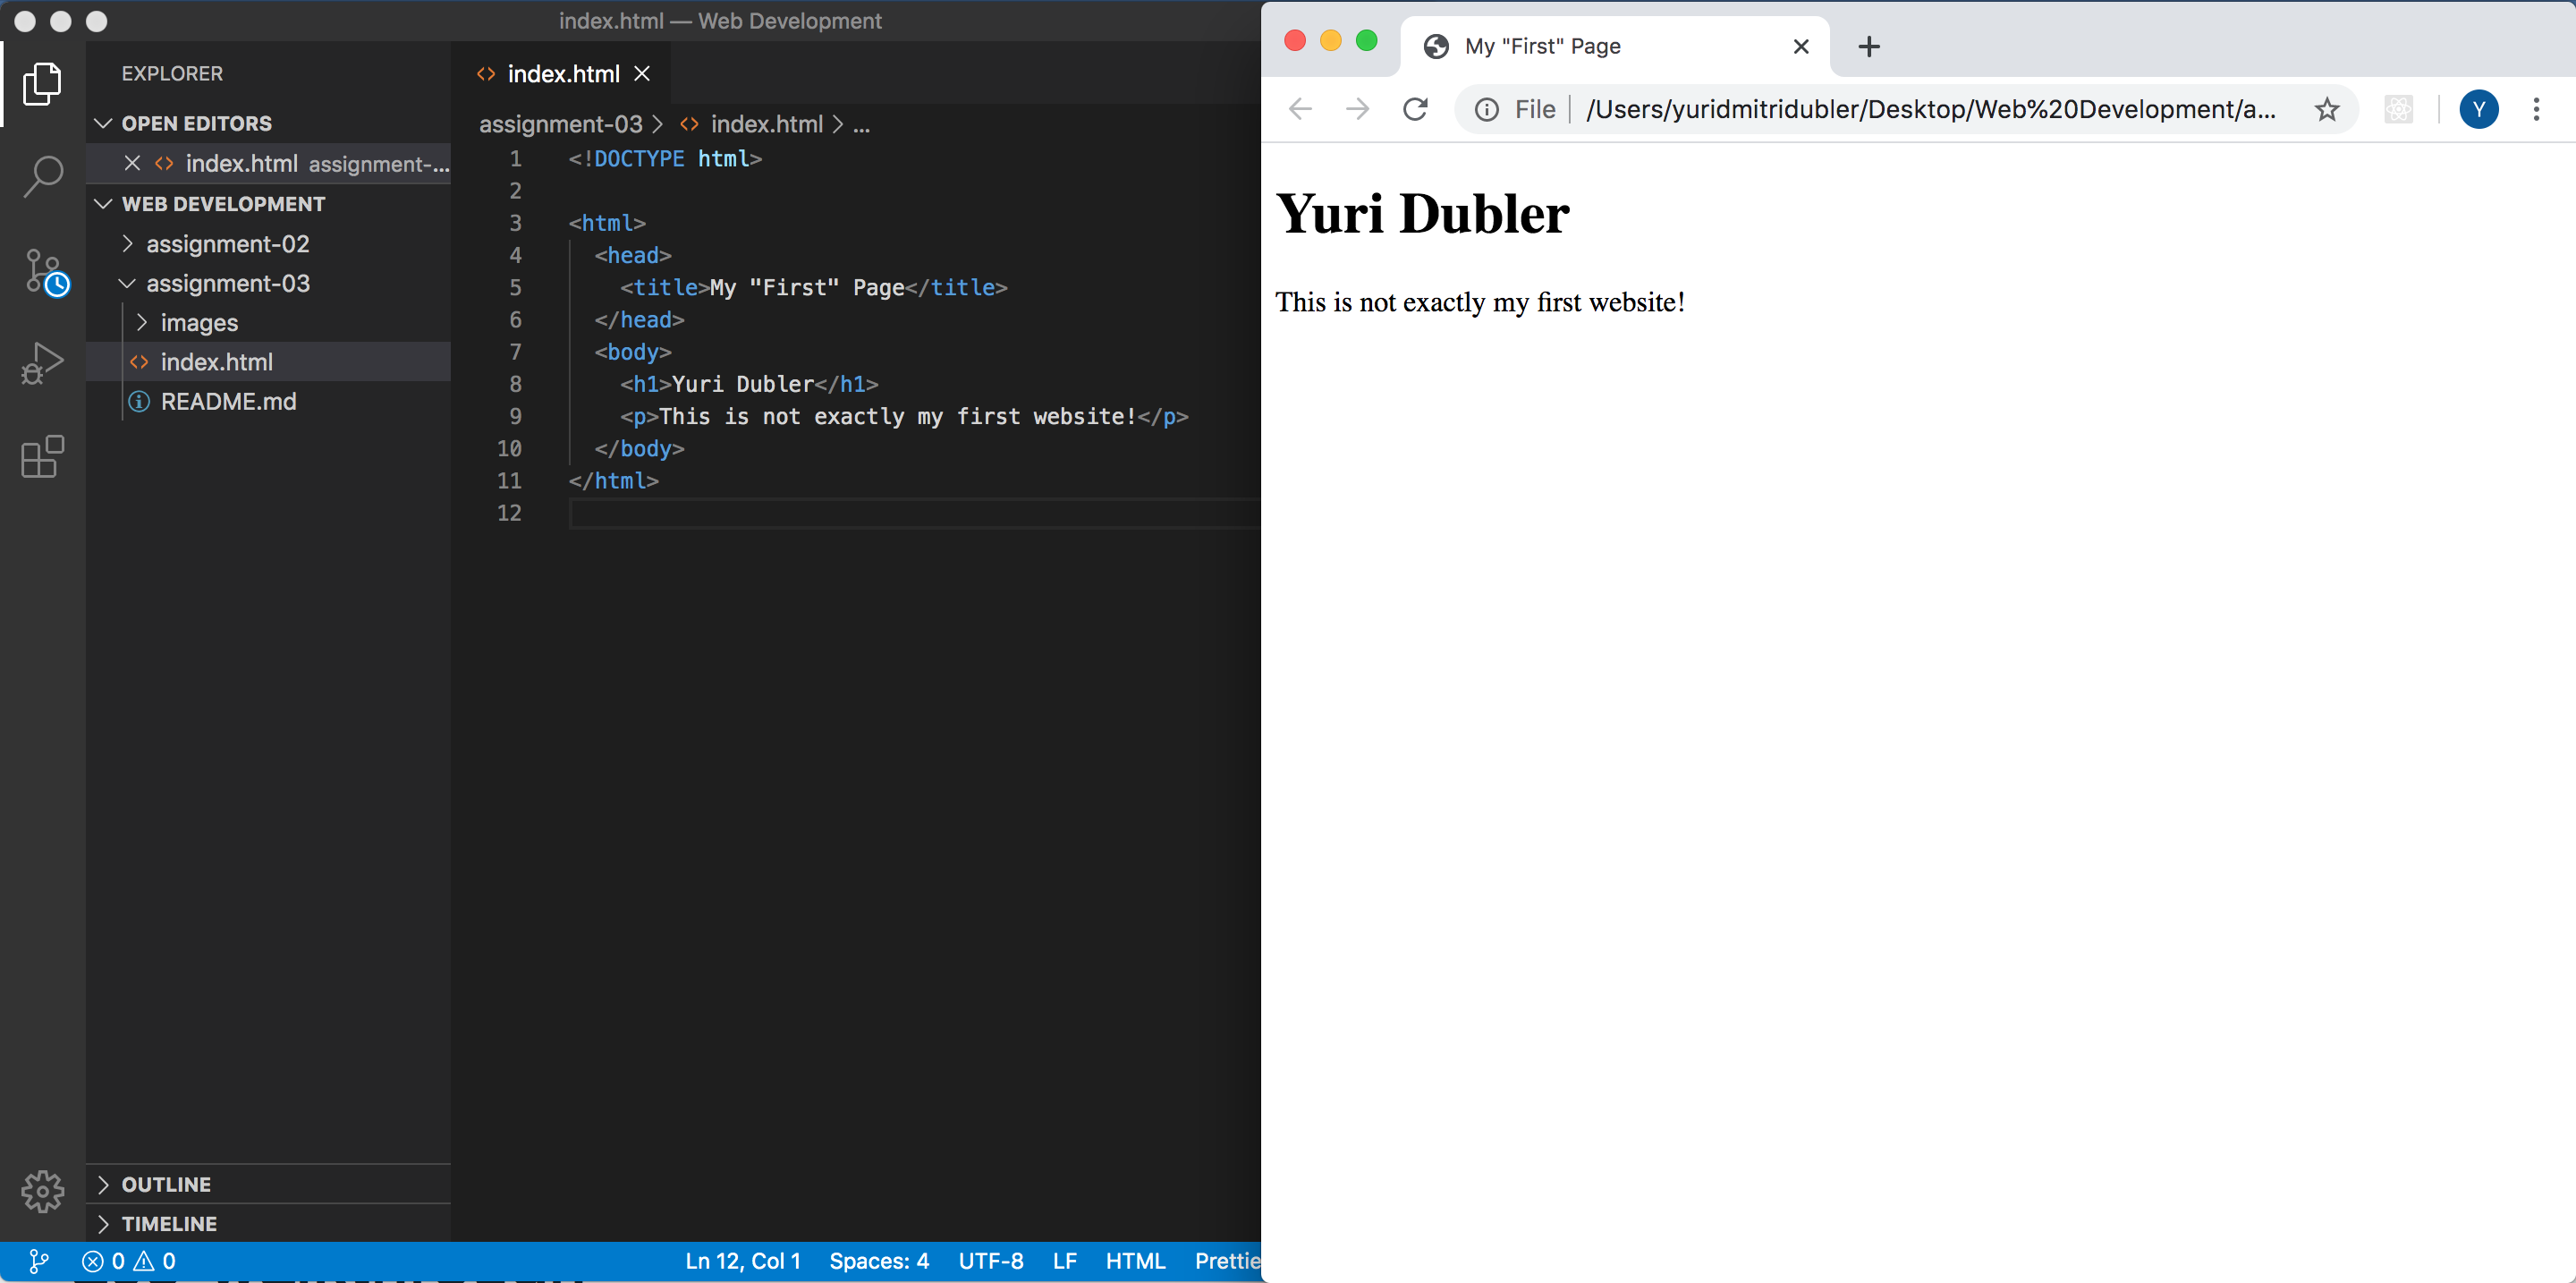 index.html — Web Development
EXPLORER
OPEN EDITORS
index.html assignment-...
WEB DEVELOPMENT
assignment-02
assignment-03
images
index.html
README.md
OUTLINE
TIMELINE
index.html
assignment-03 > index.html > ...
1 <!DOCTYPE html>
2
3 <html>
4 <head>
5 <title>My "First" Page</title>
6 </head>
7 <body>
8 <h1>Yuri Dubler</h1>
9 <p>This is not exactly my first website!</p>
10 </body>
11 </html>
12
0 0 Ln 12, Col 1 Spaces: 4 UTF-8 LF HTML Prettie
My "First" Page
File /Users/yuridmitridubler/Desktop/Web%20Development/a...
Y
Yuri Dubler
This is not exactly my first website!